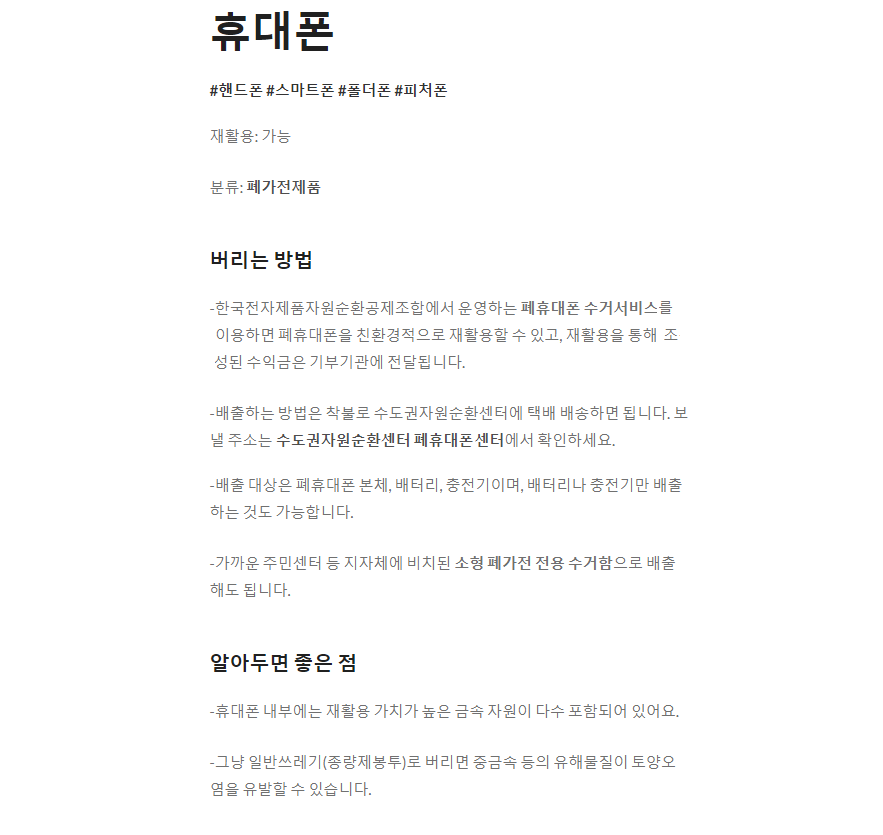 휴대폰
#핸드폰 #스마트폰 #폴더폰 #피처폰
재활용: 가능
분류: 폐가전제품
버리는 방법
-한국전자제품자원순환공제조합에서 운영하는 폐휴대폰 수거서비스를
이용하면 폐휴대폰을 친환경적으로 재활용할 수 있고, 재활용을 통해 조
성된 수익금은 기부기관에 전달됩니다.
-배출하는 방법은 착불로 수도권자원순환센터에 택배 배송하면 됩니다. 보
낼 주소는 수도권자원순환센터 폐휴대폰센터에서 확인하세요.
-배출 대상은 폐휴대폰 본체, 배터리, 충전기이며, 배터리나 충전기만 배출
하는 것도 가능합니다.
-가까운 주민센터 등 지자체에 비치된 소형 폐가전 전용 수거함으로 배출
해도 됩니다.
알아두면 좋은 점
-휴대폰 내부에는 재활용 가치가 높은 금속 자원이 다수 포함되어 있어요.
-그냥 일반쓰레기(종량제봉투)로 버리면 중금속 등의 유해물질이 토양오
염을 유발할 수 있습니다.